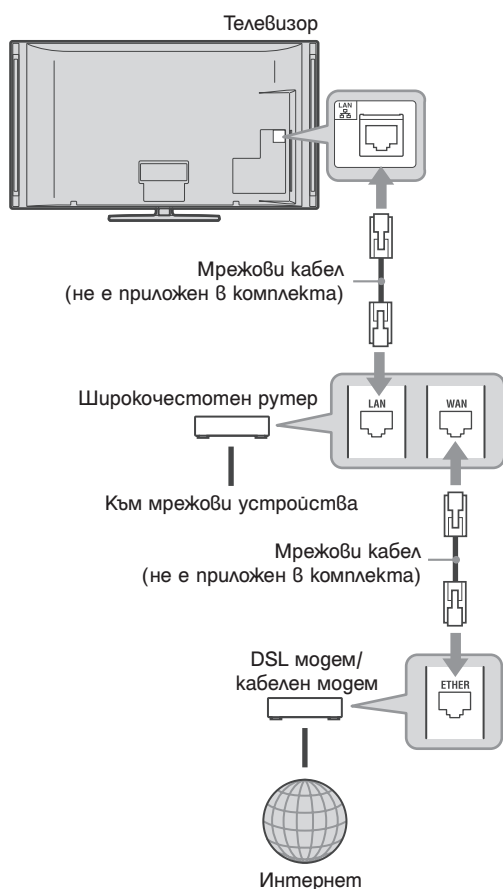 Телевизор
LAN
Мрежови кабел
(не е приложен в комплекта)
Широкочестотен рутер
LAN
WAN
Към мрежови устройства
Мрежови кабел
(не е приложен в комплекта)
DSL модем/
кабелен модем
ETHER
Интернет